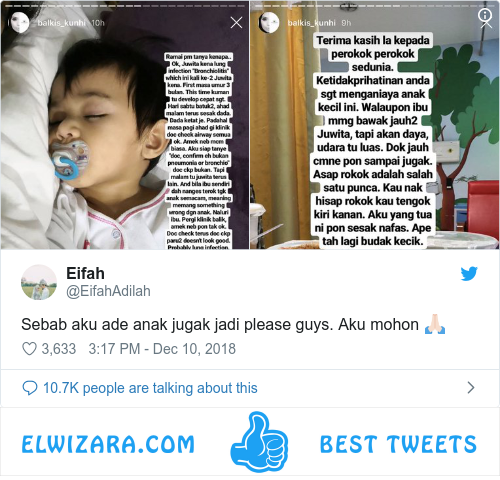 balkis_kunhi 10h
Ramai pm tanya kenapa..
Ok, Juwita kena lung
infection "Bronchiolitis"
which ini kali ke-2 Juwita
kena. First masa umur 3
bulan. This time kuman
tu develop cepat sgt.
Hari sabtu batuk2, ahad
malam terus sesak dada.
Dada ketat je. Padahal
masa pagi ahad gi klinik
doc check airway semua
ok. Amek neb mcm
biasa. Aku siap tanya
"doc, confirm eh bukan
pneumonia or bronchio"
doc ckp bukan. Tapi
malam tu juwita terus
lain. And bila ibu sendiri
dah nanges terok tgk
anak semacam, meaning
memang something
wrong dgn anak. Naluri
ibu. Pergi klinik balik,
amek neb pon tak ok.
Doc check terus doc ckp
paru2 doesn't look good.
Probably lung infection.
balkis_kunhi 9h
Terima kasih la kepada
perokok perokok
sedunia.
Ketidakprihatinan anda
sgt menganiaya anak
kecil ini. Walaupon ibu
mmg bawak jauh2
Juwita, tapi akan daya,
udara tu luas. Dok jauh
cmne pon sampai jugak.
Asap rokok adalah salah
satu punca. Kau nak
hisap rokok kau tengok
kiri kanan. Aku yang tua
ni pon sesak nafas. Ape
tah lagi budak kecik.
Eifah
@EifahAdilah
Sebab aku ade anak jugak jadi please guys. Aku mohon 🙏🏻
3,633 3:17 PM - Dec 10, 2018
10.7K people are talking about this
ELWIZARA.COM BEST TWEETS